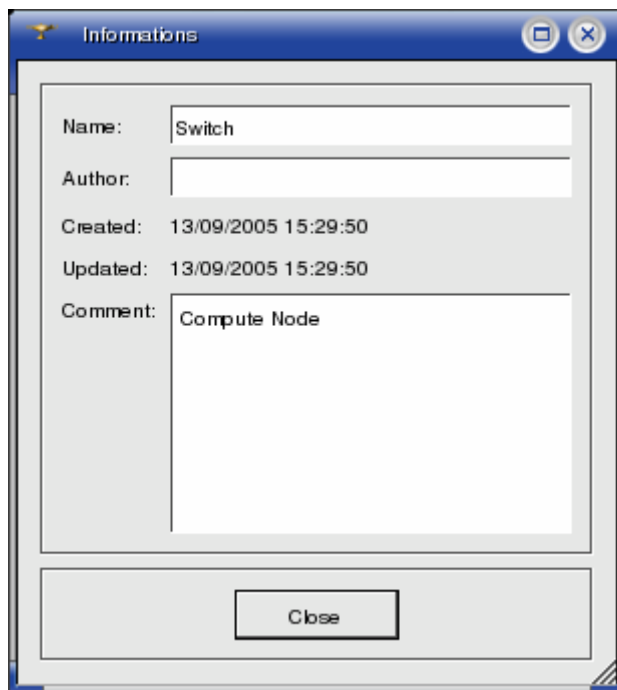 Informations
Name: Switch
Author:
Created: 13/09/2005 15:29:50
Updated: 13/09/2005 15:29:50
Comment: Compute Node
Close